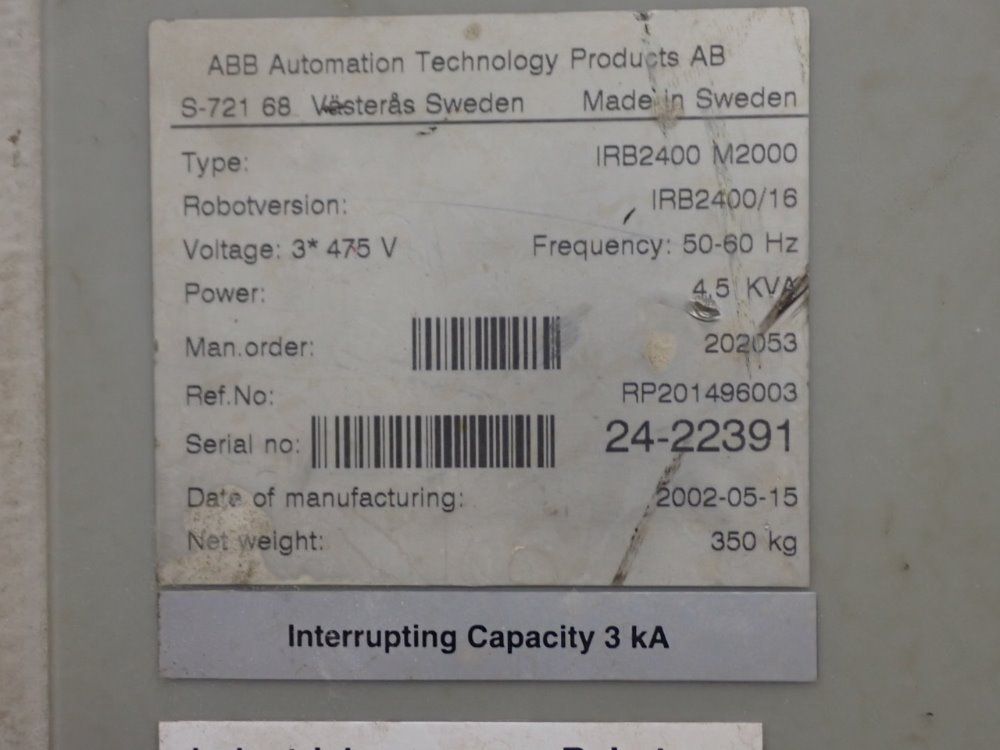 ABB Automation Technology Products AB
S-721 68 Västerås Sweden Made in Sweden
Type: IRB2400 M2000
Robotversion: IRB2400/16
Voltage: 3* 475 V Frequency: 50-60 Hz
Power: 4.5 KVA
Man.order: 202053
Ref.No: RP201496003
Serial no: 24-22391
Date of manufacturing: 2002-05-15
Net weight: 350 kg
Interrupting Capacity 3 kA